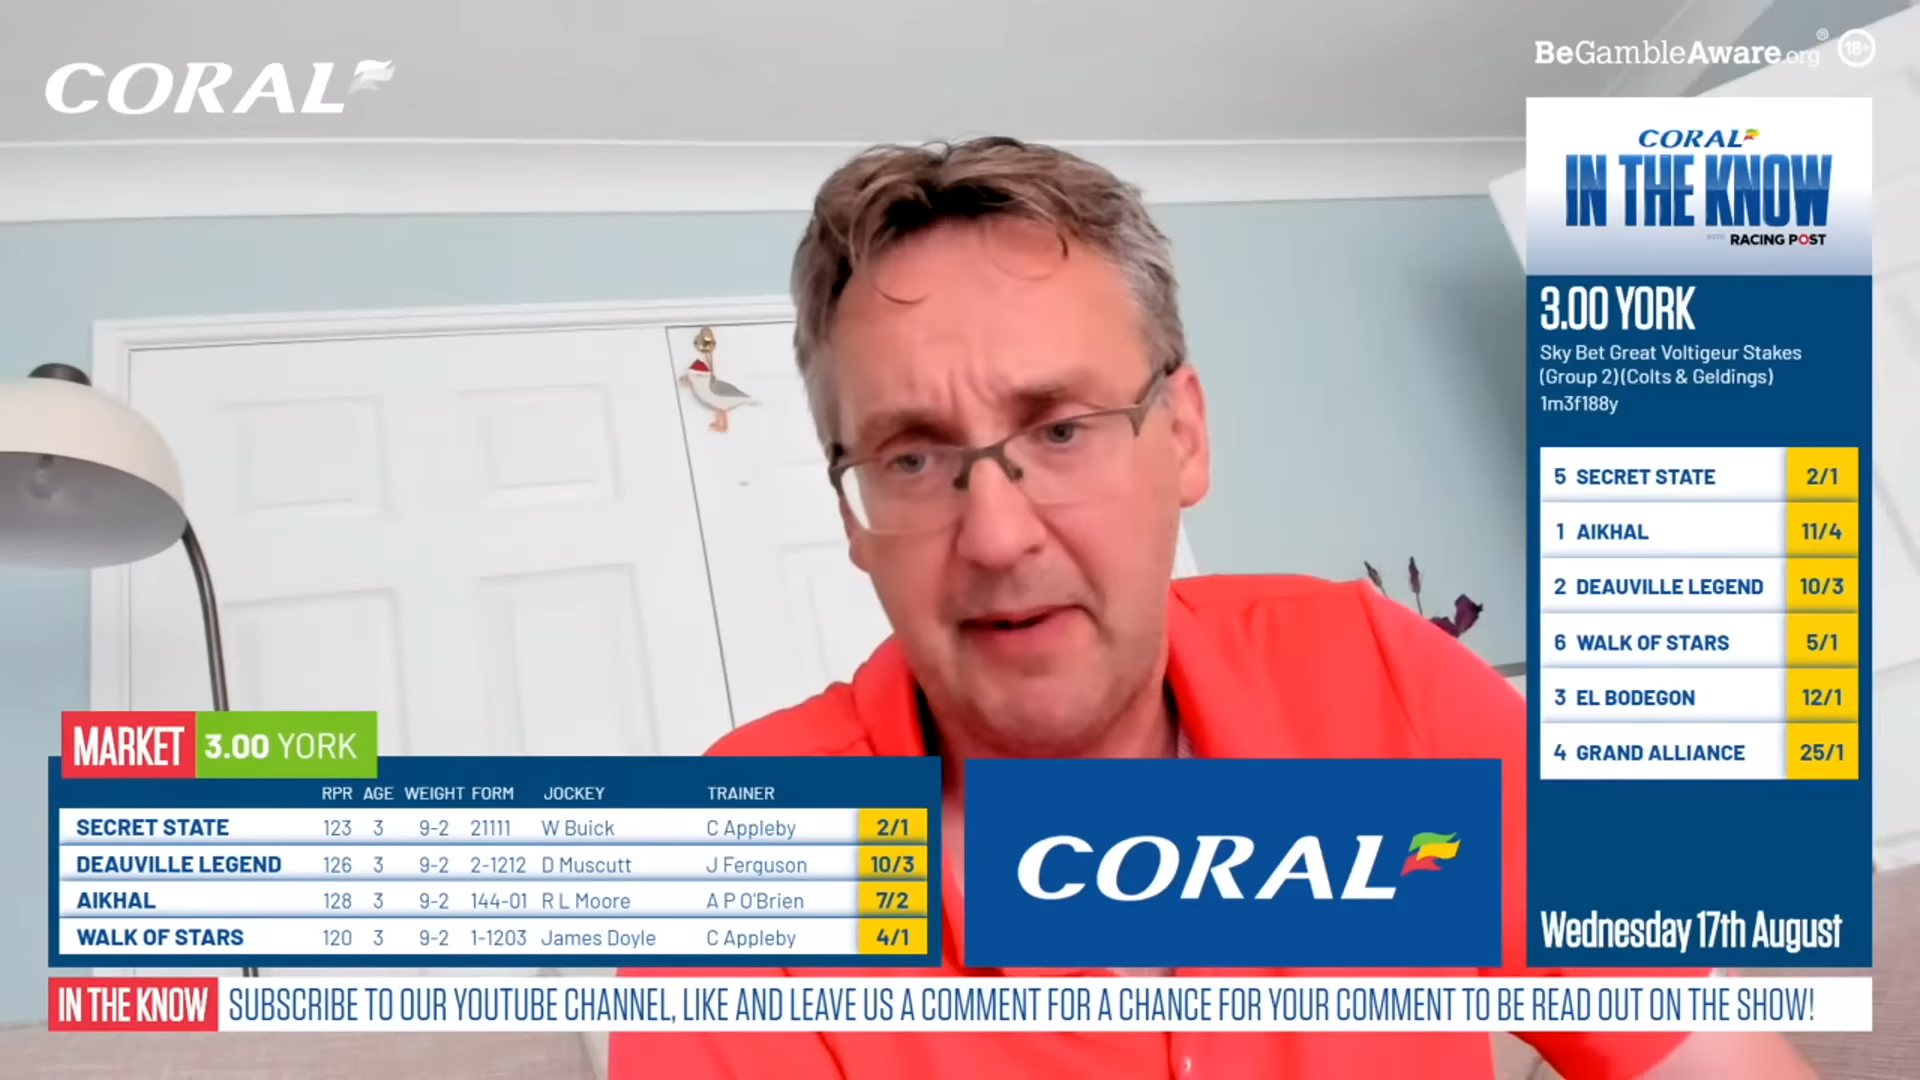 CORAL
BeGambleAware.org® 18+
CORAL
IN THE KNOW
WITH RACING POST
3.00 YORK
Sky Bet Great Voltigeur Stakes
(Group 2)(Colts & Geldings)
1m3f188y
5 SECRET STATE 2/1
1 AIKHAL 11/4
2 DEAUVILLE LEGEND 10/3
6 WALK OF STARS 5/1
3 EL BODEGON 12/1
4 GRAND ALLIANCE 25/1
Wednesday 17th August
MARKET 3.00 YORK
RPR AGE WEIGHT FORM JOCKEY TRAINER
SECRET STATE 123 3 9-2 21111 W Buick C Appleby 2/1
DEAUVILLE LEGEND 126 3 9-2 2-1212 D Muscutt J Ferguson 10/3
AIKHAL 128 3 9-2 144-01 R L Moore A P O'Brien 7/2
WALK OF STARS 120 3 9-2 1-1203 James Doyle C Appleby 4/1
CORAL
IN THE KNOW SUBSCRIBE TO OUR YOUTUBE CHANNEL, LIKE AND LEAVE US A COMMENT FOR A CHANCE FOR YOUR COMMENT TO BE READ OUT ON THE SHOW!